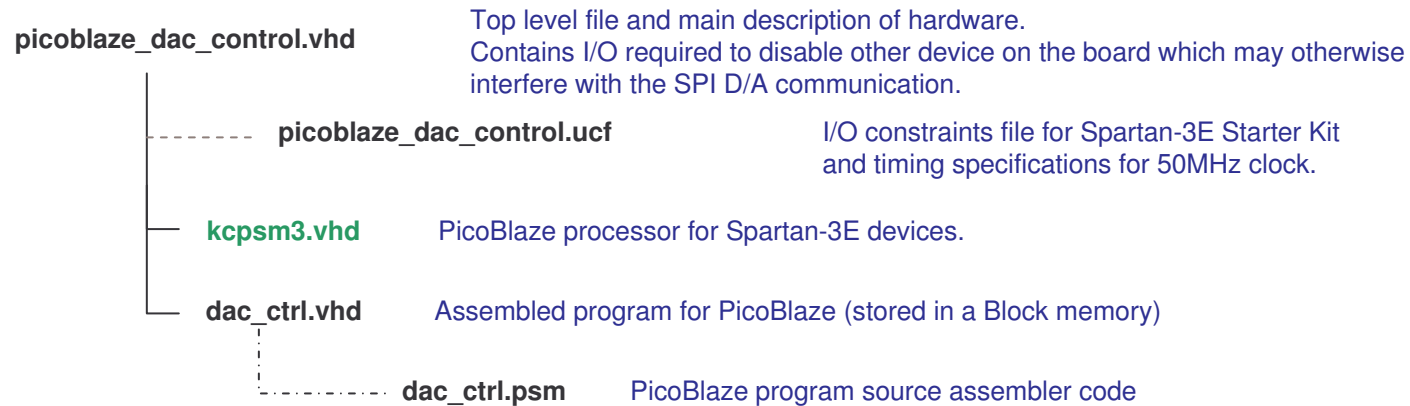 picoblaze_dac_control.vhd
Top level file and main description of hardware.
Contains I/O required to disable other device on the board which may otherwise
interfere with the SPI D/A communication.
picoblaze_dac_control.ucf
I/O constraints file for Spartan-3E Starter Kit
and timing specifications for 50MHz clock.
kcpsm3.vhd PicoBlaze processor for Spartan-3E devices.
dac_ctrl.vhd Assembled program for PicoBlaze (stored in a Block memory)
dac_ctrl.psm PicoBlaze program source assembler code